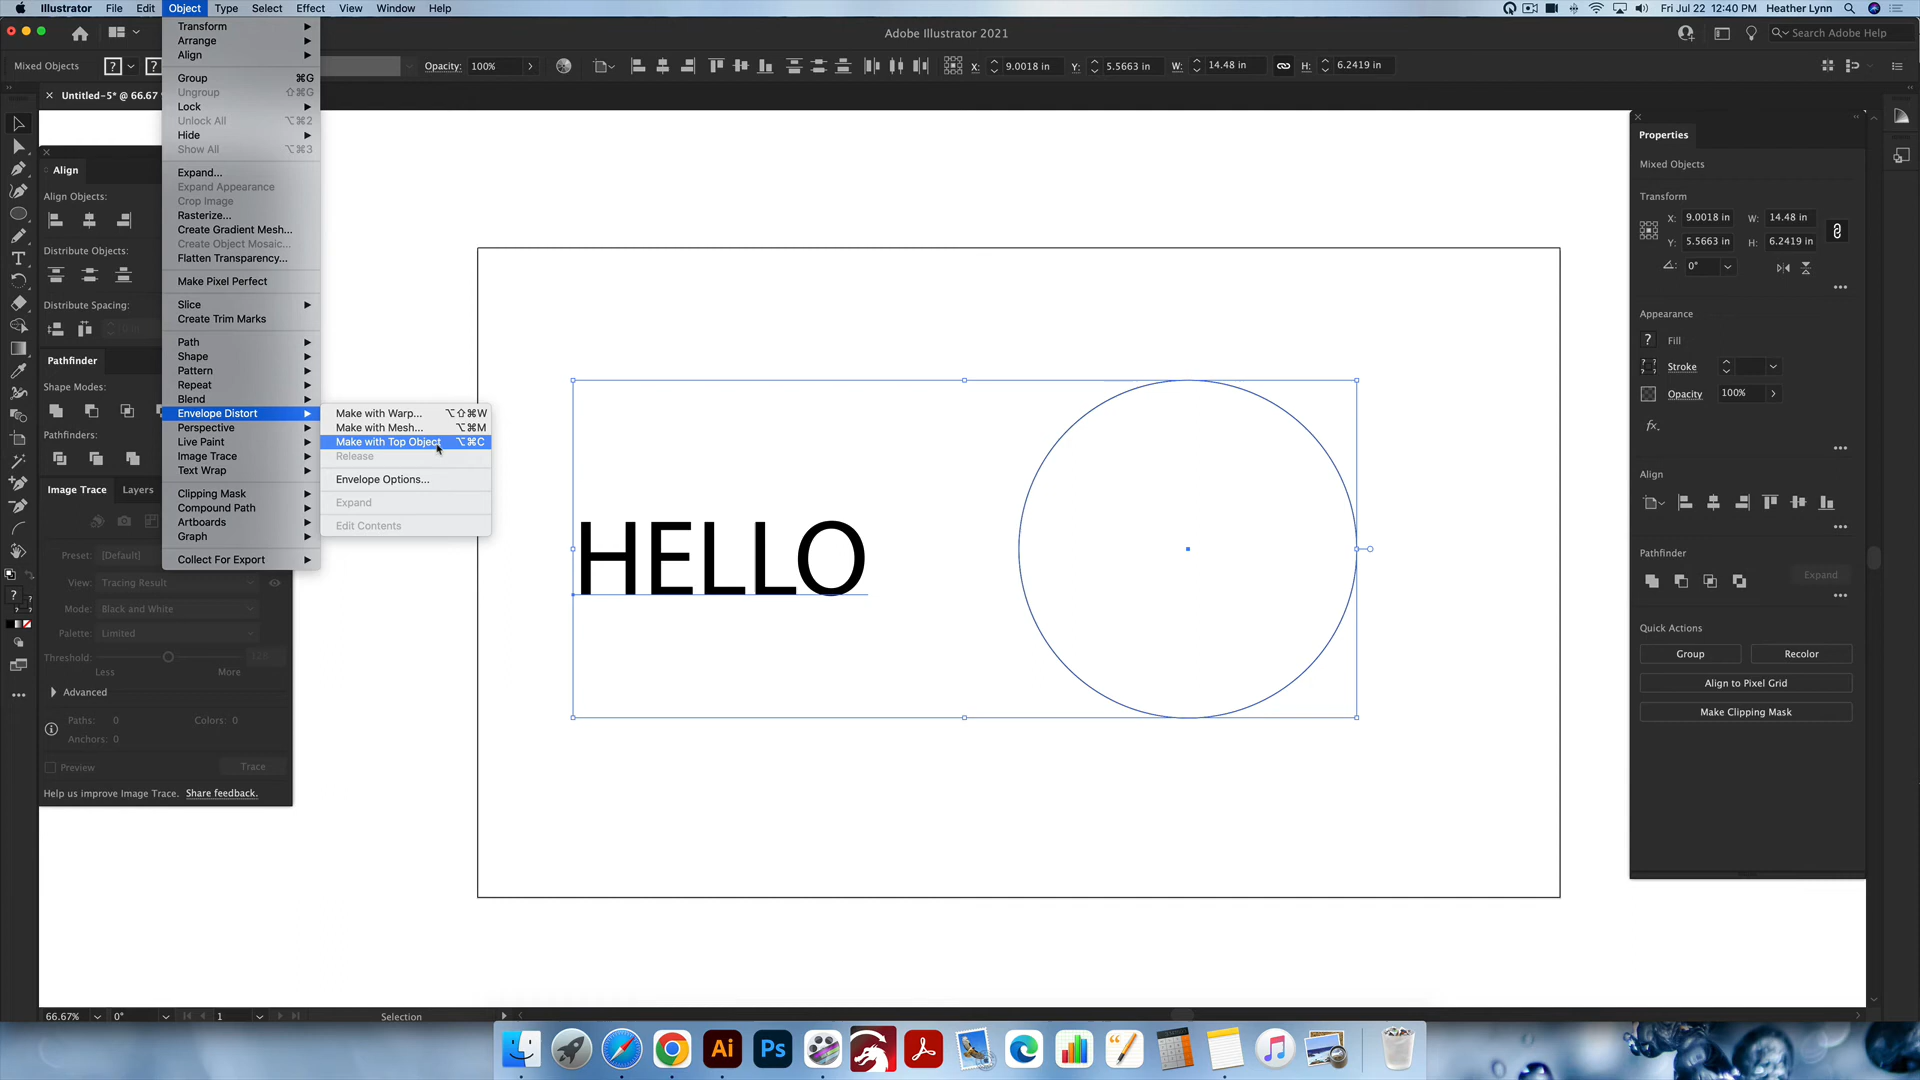 Illustrator File Edit Object Type Select Effect View Window Help
Fri Jul 22 12:40 PM Heather Lynn
Adobe Illustrator 2021
Search Adobe Help
Mixed Objects
Opacity: 100%
X: 9.0018 in Y: 5.5663 in W: 14.48 in H: 6.2419 in
Untitled-5* @ 66.67
Transform
Arrange
Align
Group ⌘G
Ungroup ⇧⌘G
Lock
Unlock All ⌥⌘2
Hide
Show All ⌥⌘3
Expand...
Expand Appearance
Crop Image
Rasterize...
Create Gradient Mesh...
Create Object Mosaic...
Flatten Transparency...
Make Pixel Perfect
Slice
Create Trim Marks
Path
Shape
Pattern
Repeat
Blend
Envelope Distort
Perspective
Live Paint
Image Trace
Text Wrap
Clipping Mask
Compound Path
Artboards
Graph
Collect For Export
Make with Warp... ⌥⇧⌘W
Make with Mesh... ⌥⌘M
Make with Top Object ⌥⌘C
Release
Envelope Options...
Expand
Edit Contents
Align
Align Objects:
Distribute Objects:
Distribute Spacing:
0 in
Pathfinder
Shape Modes:
Pathfinders:
Image Trace Layers
Preset: [Default]
View: Tracing Result
Mode: Black and White
Palette: Limited
Threshold: 128
Less More
Advanced
Paths: 0 Colors: 0
Anchors: 0
Preview Trace
Help us improve Image Trace. Share feedback.
HELLO
Properties
Mixed Objects
Transform
X: 9.0018 in W: 14.48 in
Y: 5.5663 in H: 6.2419 in
0°
Appearance
? Fill
Stroke
Opacity 100%
fx.
Align
Pathfinder
Expand
Quick Actions
Group Recolor
Align to Pixel Grid
Make Clipping Mask
66.67% 0° 1 Selection
Ai Ps